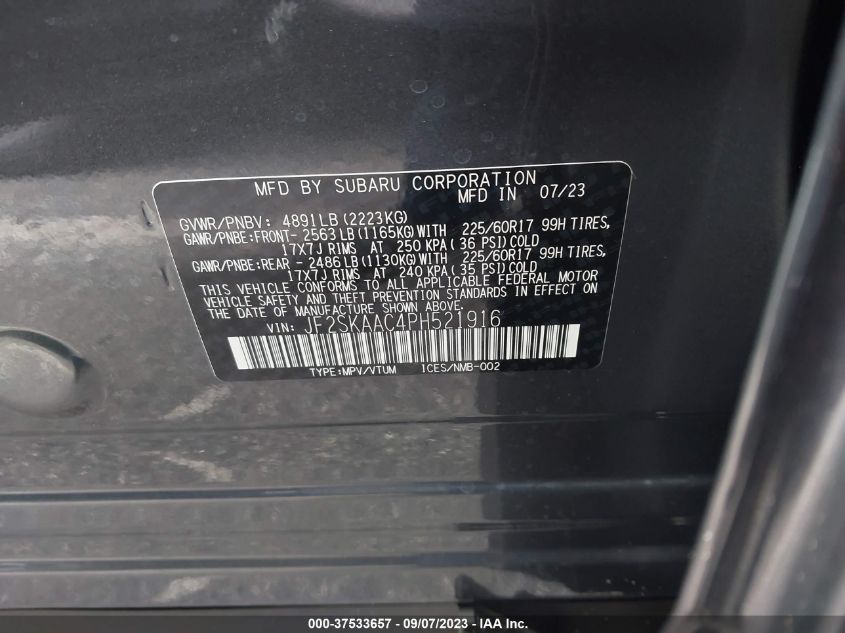 MFD BY SUBARU CORPORATION
MFD IN 07/23
GVWR/PNBV: 4891LB (2223KG)
GAWR/PNBE:FRONT- 2563LB (1165KG) WITH 225/60R17 99H TIRES,
17X7J RIMS AT 250 KPA ( 36 PSI) COLD
GAWR/PNBE:REAR - 2486LB (1130KG) WITH 225/60R17 99H TIRES,
17X7J RIMS AT 240 KPA ( 35 PSI) COLD
THIS VEHICLE CONFORMS TO ALL APPLICABLE FEDERAL MOTOR
VEHICLE SAFETY AND THEFT PREVENTION STANDARDS IN EFFECT ON
THE DATE OF MANUFACTURE SHOWN ABOVE.
VIN: JF2SKAAC4PH521916
TYPE:MPV/VTUM ICES/NMB-002
000-37533657 - 09/07/2023 - IAA Inc.